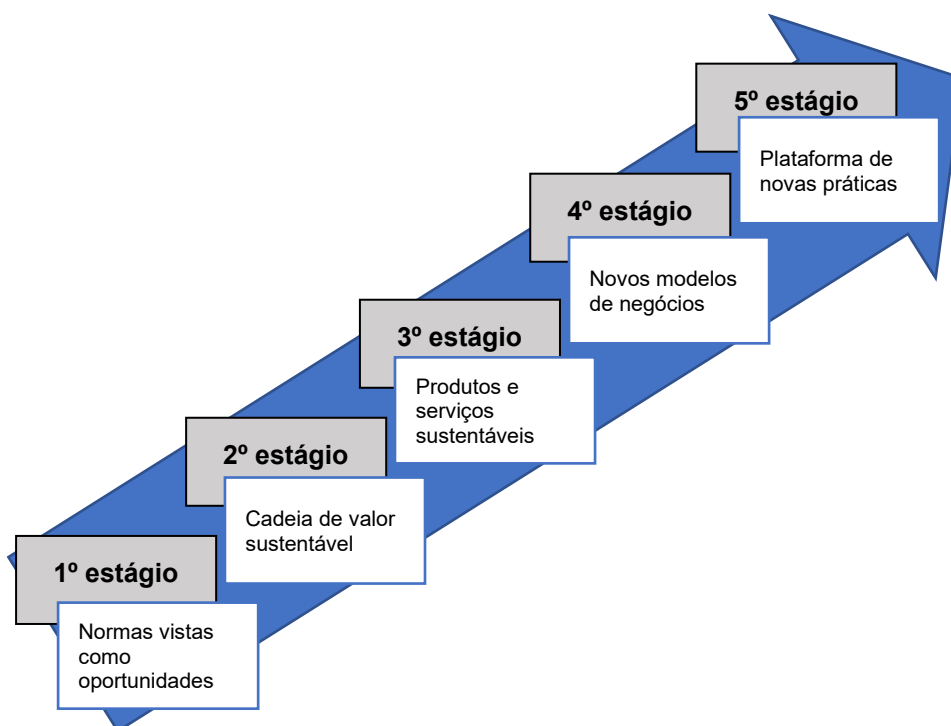 5º estágio
Plataforma de
novas práticas
4º estágio
Novos modelos
de negócios
3º estágio
Produtos e
serviços
sustentáveis
2º estágio
Cadeia de valor
sustentável
1º estágio
Normas vistas
como
oportunidades